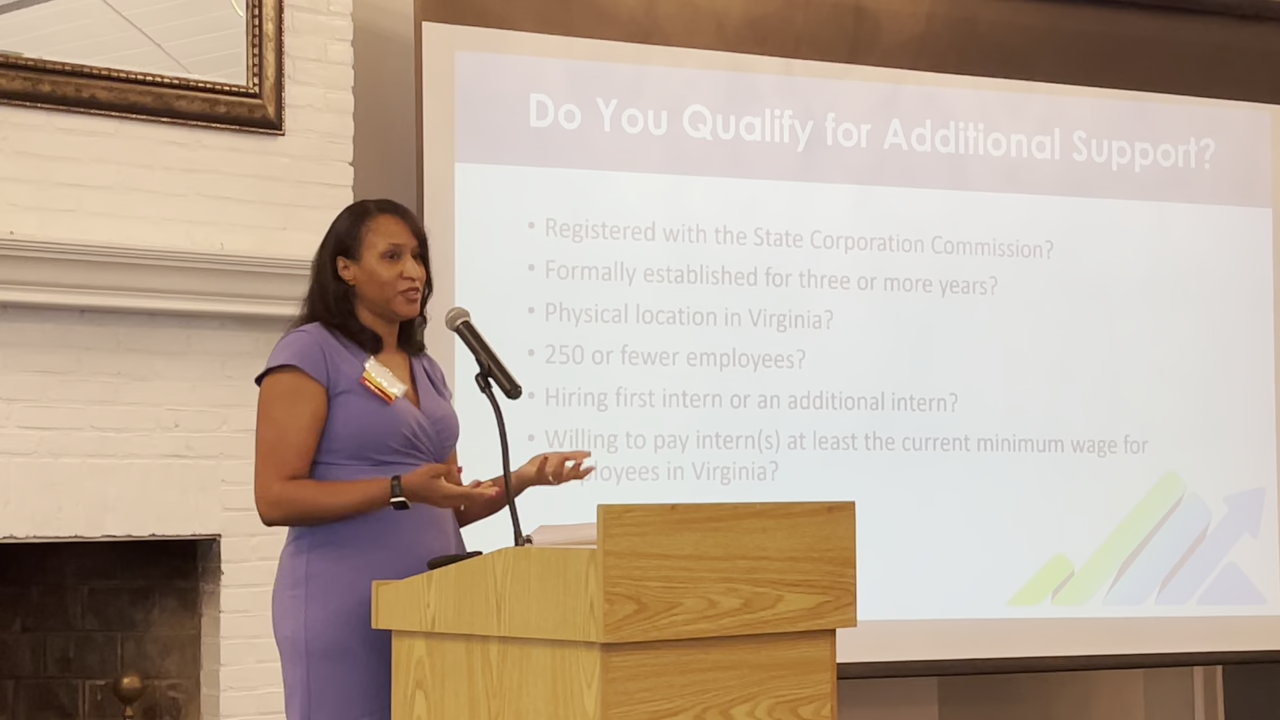 Do You Qualify for Additional Support?
• Registered with the State Corporation Commission?
• Formally established for three or more years?
• Physical location in Virginia?
• 250 or fewer employees?
• Hiring first intern or an additional intern?
• Willing to pay intern(s) at least the current minimum wage for
ployees in Virginia?